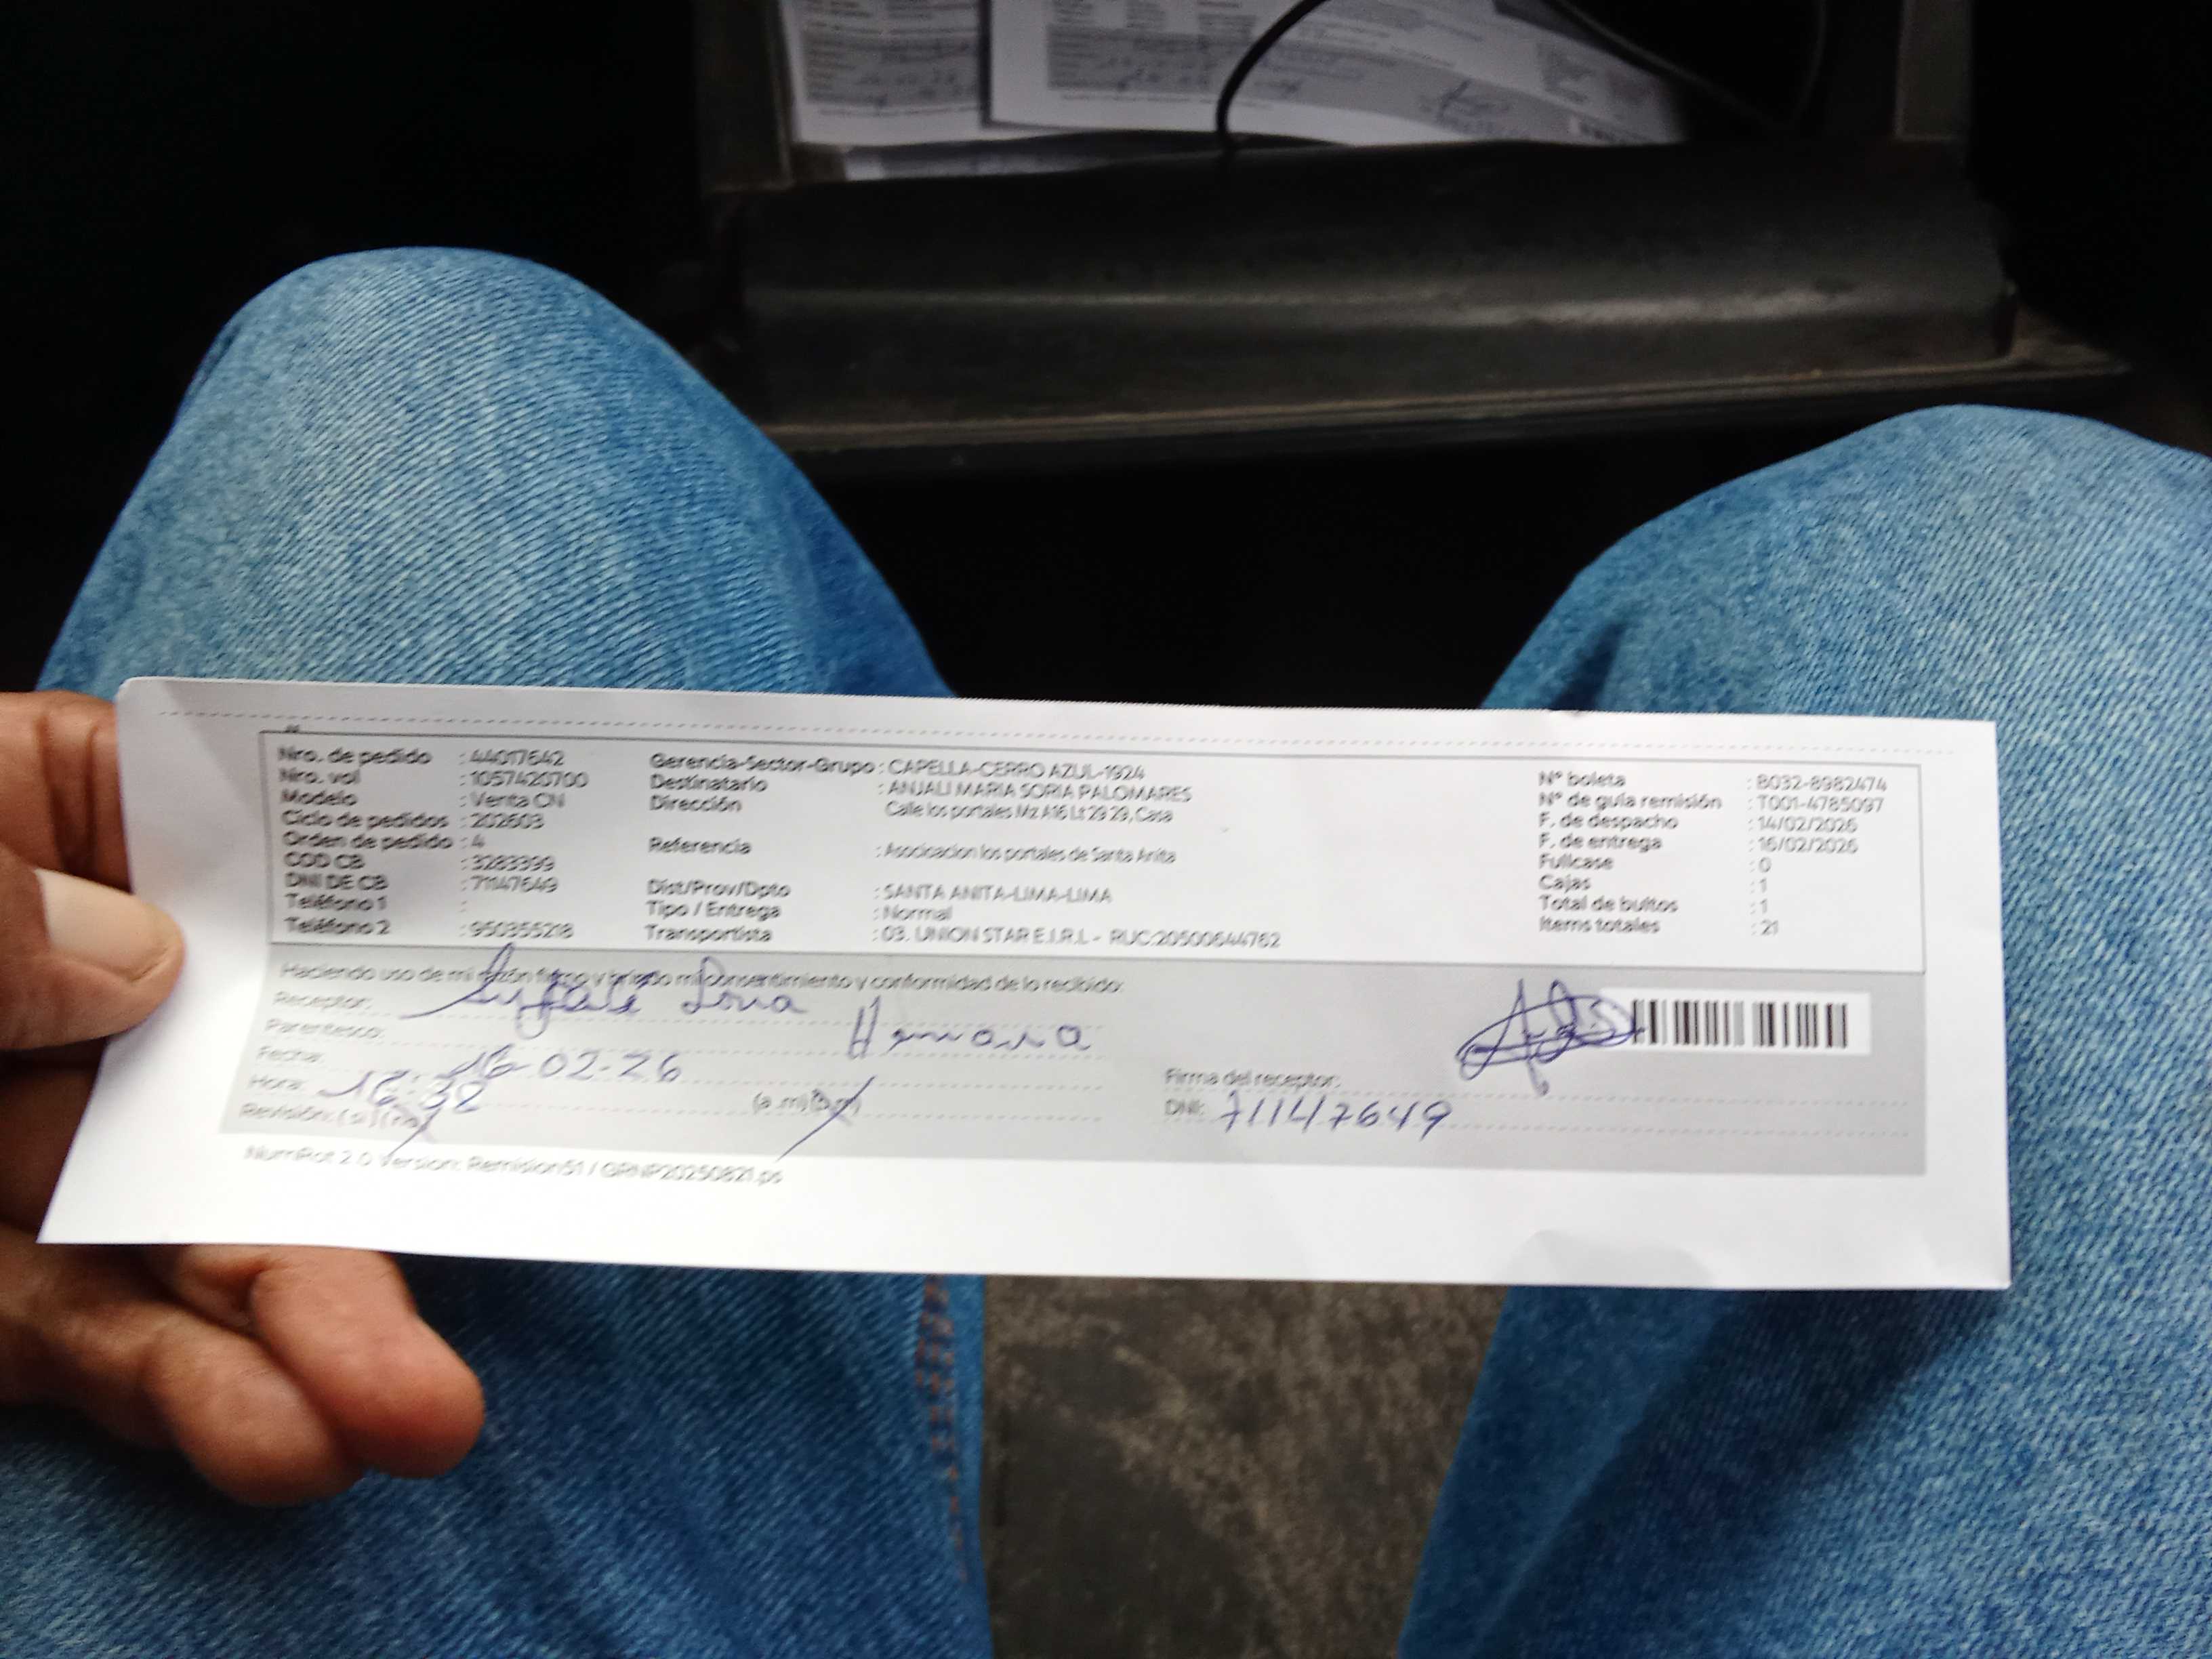 Nro. de pedido : 44017642
Nro. vol : 1057420700
Modelo : Venta CN
Ciclo de pedidos : 202603
Orden de pedido : 4
COD CB : 3283399
DNI DE CB : 71147649
Teléfono 1 :
Teléfono 2 : 950355218
Gerencia-Sector-Grupo : CAPELLA-CERRO AZUL-1924
Destinatario : ANJALI MARIA SORIA PALOMARES
Dirección Calle los portales Mz A16 Lt 29 29, Casa
Referencia : Asocicacion los portales de Santa Anita
Dist/Prov/Dpto : SANTA ANITA-LIMA-LIMA
Tipo / Entrega : Normal
Transportista : 03. UNION STAR E.I.R.L - RUC:20500644762
Nº boleta : B032-8982474
Nº de guía remisión : T001-4785097
F. de despacho : 14/02/2026
F. de entrega : 16/02/2026
Fullcase : 0
Cajas : 1
Total de bultos : 1
Items totales : 21
Haciendo uso de mi razón firmo y brindo mi consentimiento y conformidad de lo recibido:
Receptor: Soria
Parentesco: Hermana
Fecha: 16-02-26
Hora: 16:32 (a.m)(p.m)
Revisión: (si)(no)
Firma del receptor:
DNI: 71147649
NumRot 2.0 Version: Remision51 / GRNP20250821.ps